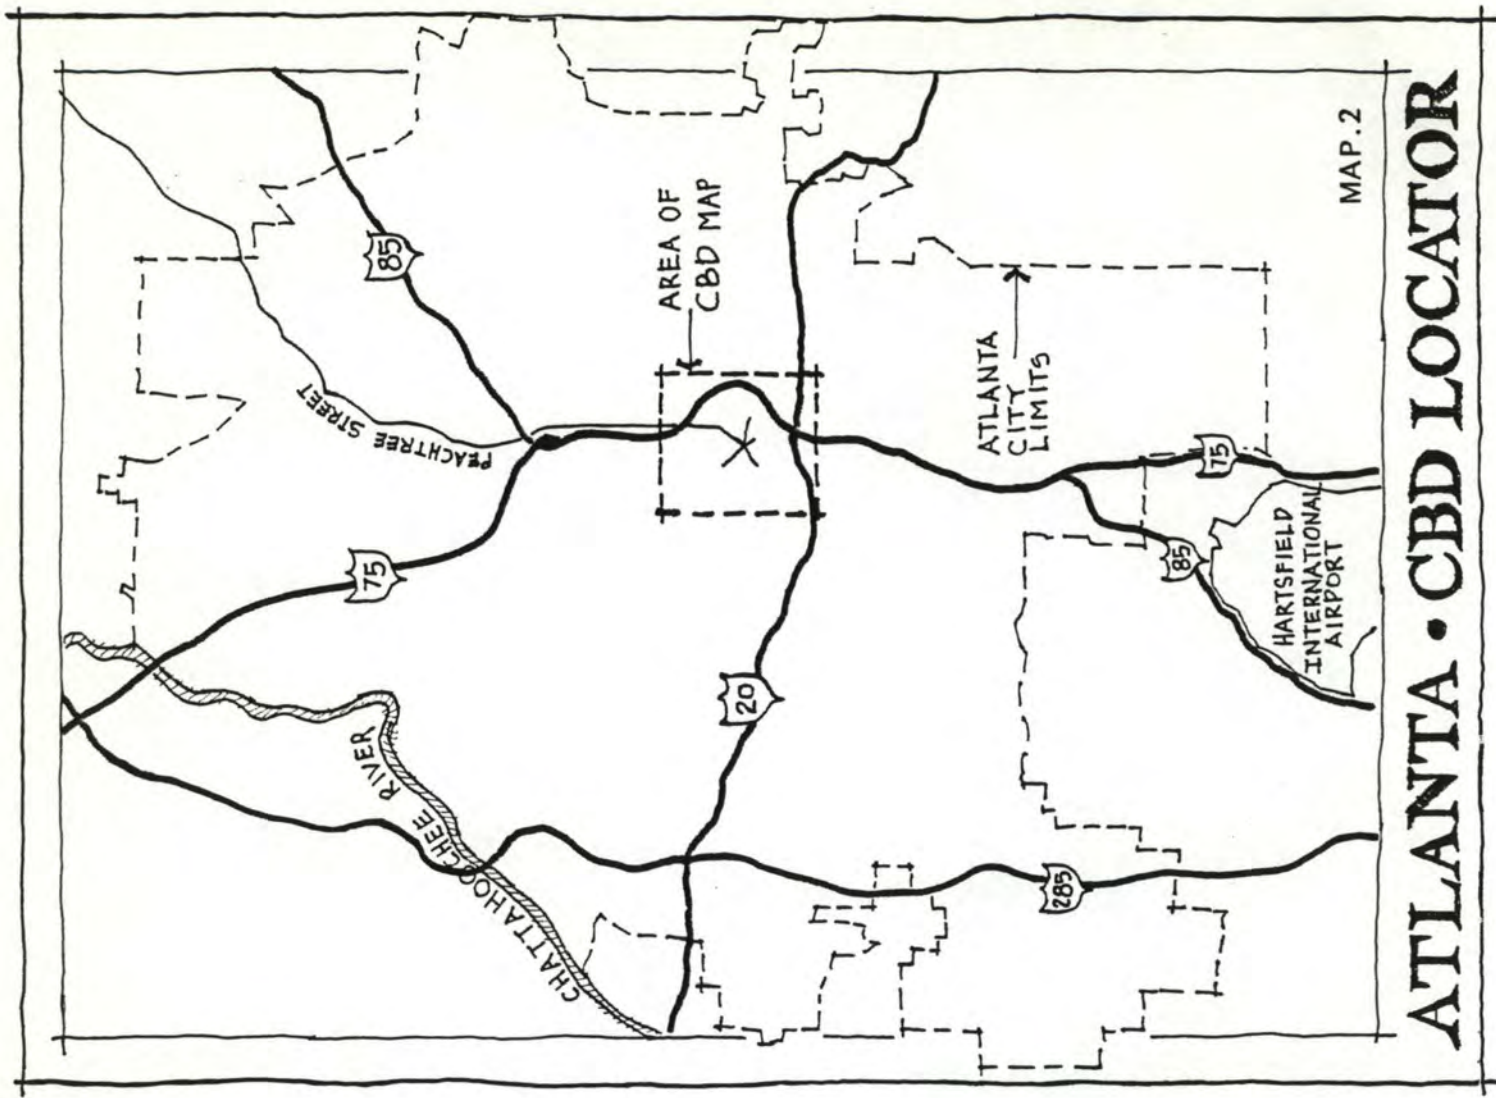 PEACHTREE STREET
85
75
AREA OF
CBD MAP
CHATTAHOOCHEE RIVER
20
ATLANTA
CITY
LIMITS
285
75
85
HARTSFIELD
INTERNATIONAL
AIRPORT
MAP.2
ATLANTA • CBD LOCATOR